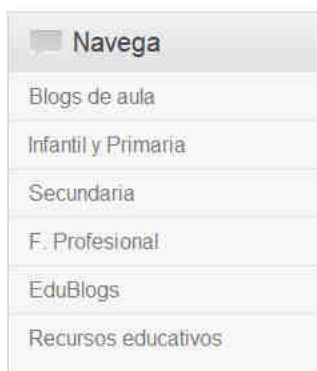 Navega
Blogs de aula
Infantil y Primaria
Secundaria
F. Profesional
EduBlogs
Recursos educativos